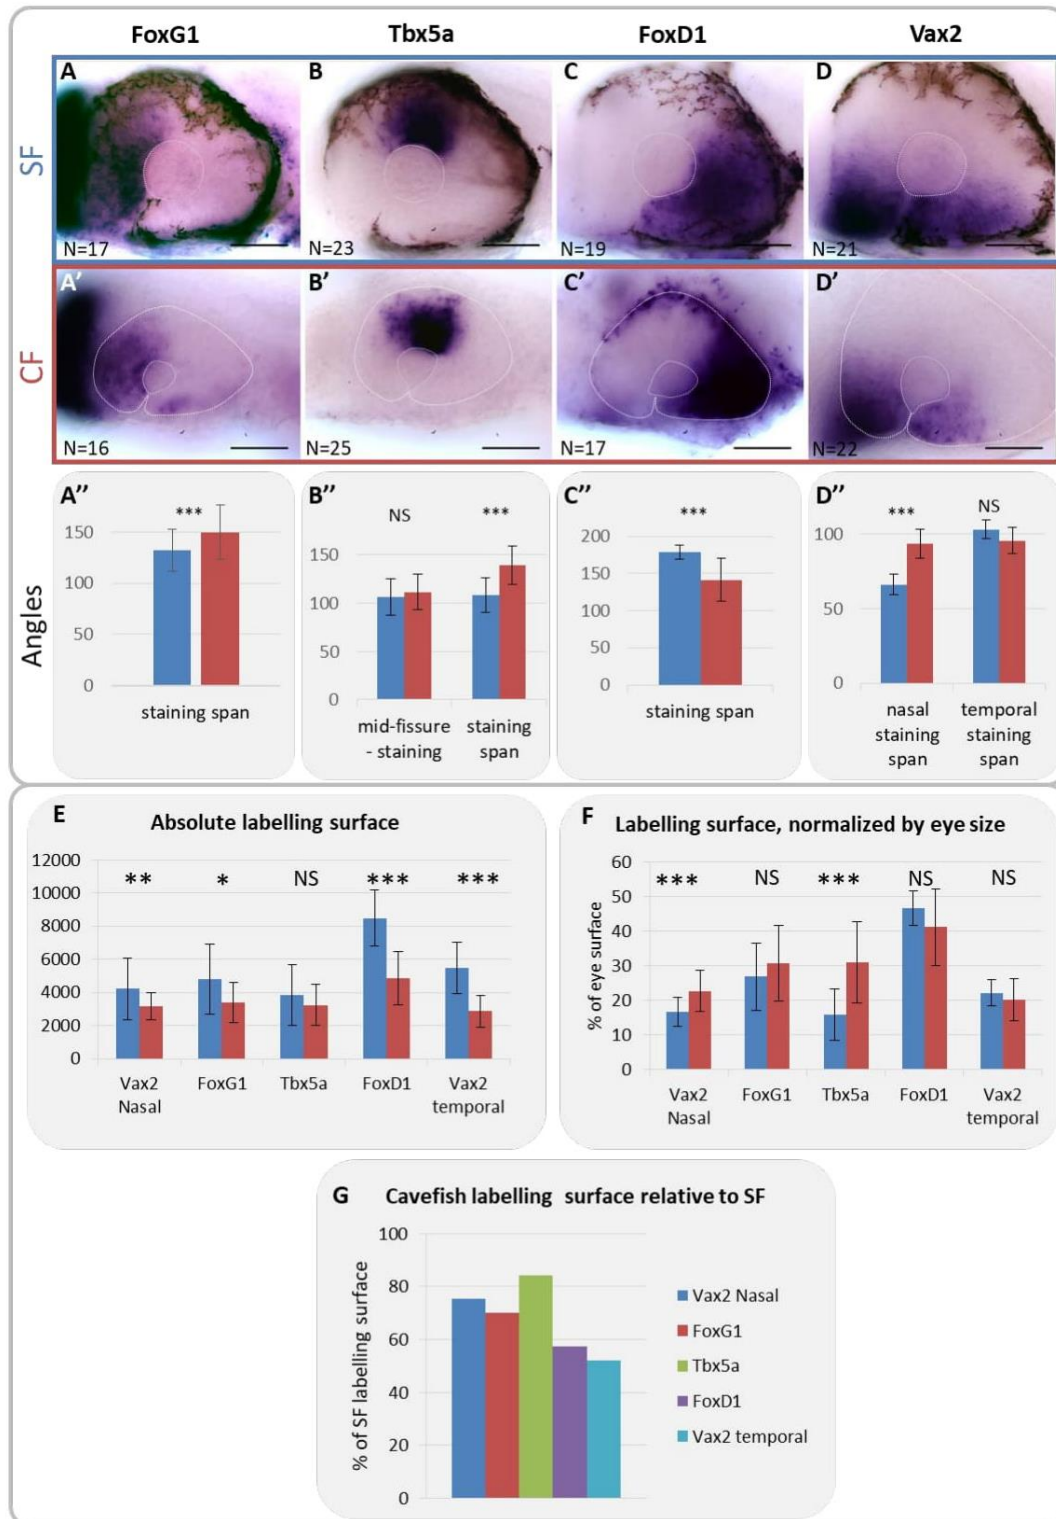 FoxG1 Tbx5a FoxD1 Vax2
SF
A B C D
N=17 N=23 N=19 N=21
CF
A' B' C' D'
N=16 N=25 N=17 N=22
Angles
A''
***
150
100
50
0
staining span
B''
NS ***
150
100
50
0
mid-fissure staining
- staining span
C''
***
200
150
100
50
0
staining span
D''
*** NS
100
50
0
nasal temporal
staining staining
span span
E Absolute labelling surface
12000
10000
8000
6000
4000
2000
0
** * NS *** ***
Vax2 FoxG1 Tbx5a FoxD1 Vax2
Nasal temporal
F Labelling surface, normalized by eye size
% of eye surface
60
50
40
30
20
10
0
*** NS *** NS NS
Vax2 FoxG1 Tbx5a FoxD1 Vax2
Nasal temporal
G Cavefish labelling surface relative to SF
% of SF labelling surface
100
80
60
40
20
0
Vax2 Nasal
FoxG1
Tbx5a
FoxD1
Vax2 temporal